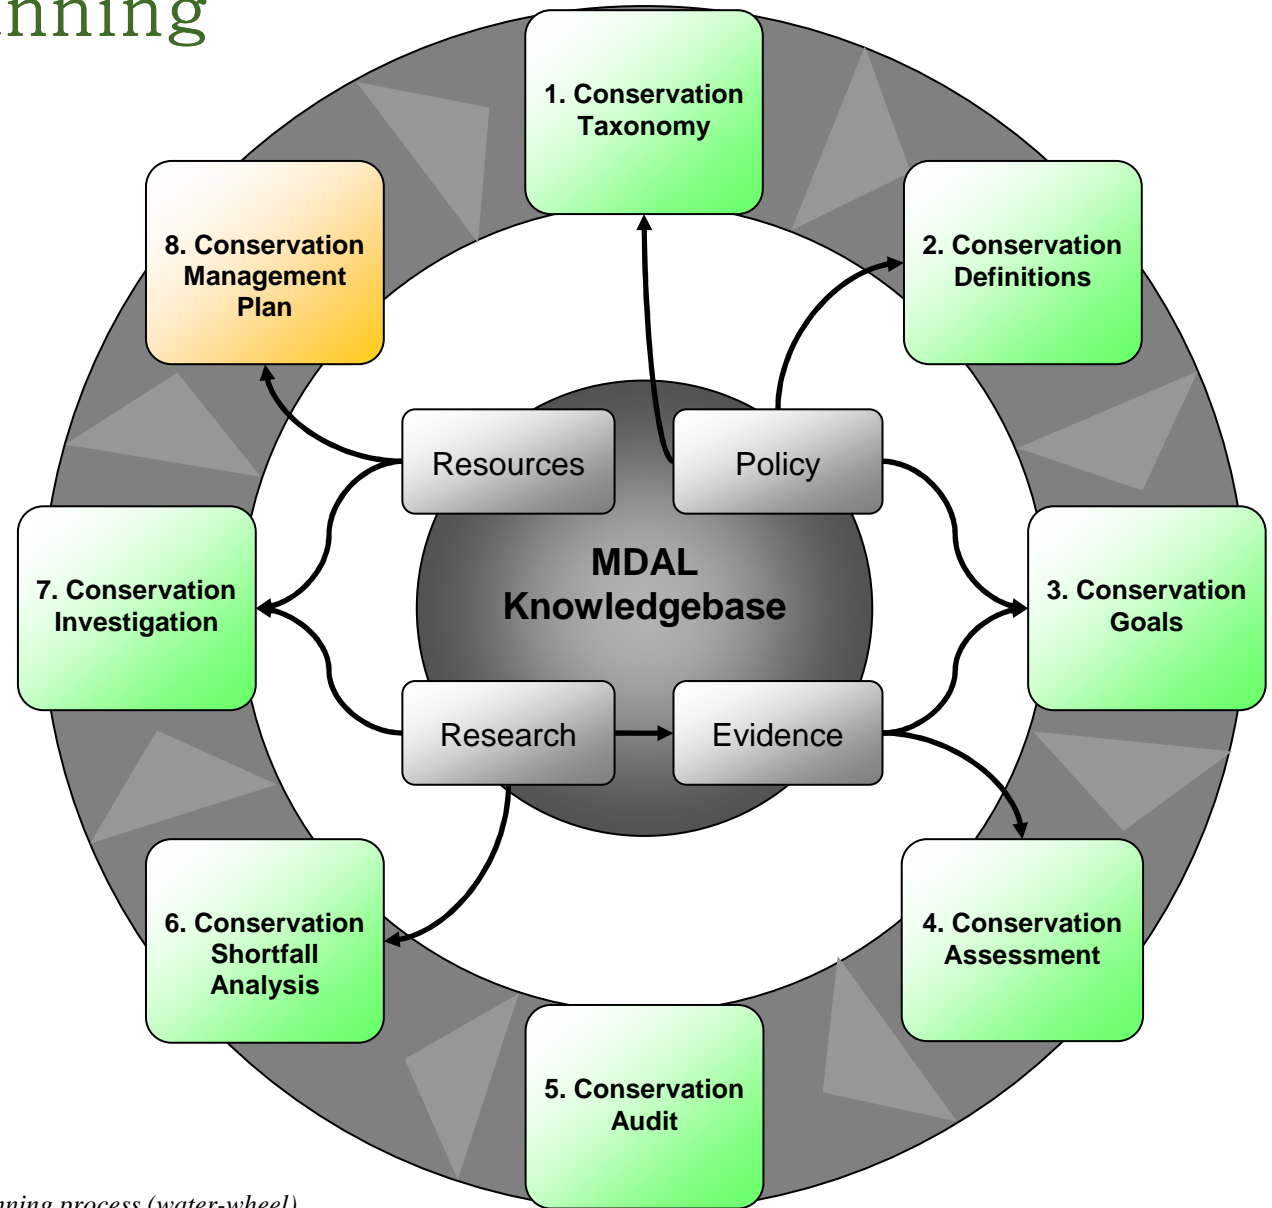 1. Conservation
Taxonomy
2. Conservation
Definitions
8. Conservation
Management
Plan
Resources
Policy
MDAL
Knowledgebase
7. Conservation
Investigation
3. Conservation
Goals
Research
Evidence
6. Conservation
Shortfall
Analysis
4. Conservation
Assessment
5. Conservation
Audit
process (water-wheel)